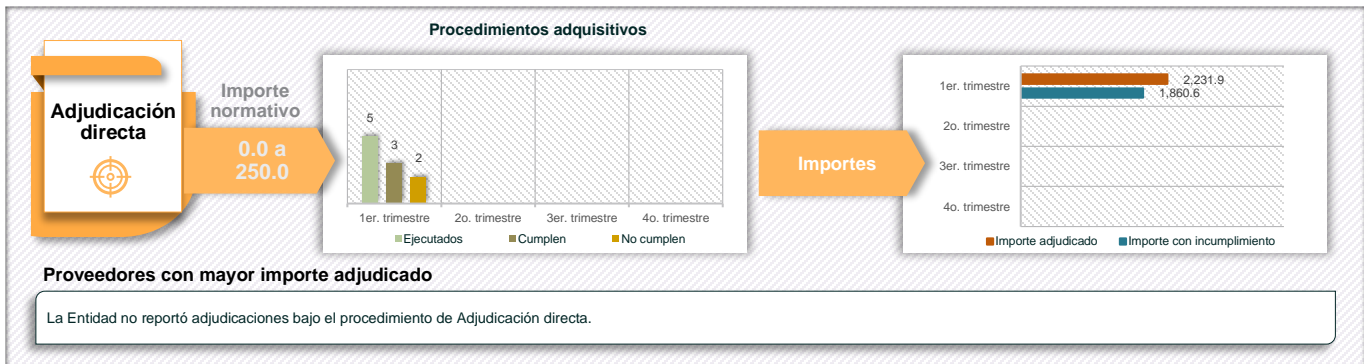 Procedimientos adquisitivos
Adjudicación
directa
Importe
normativo
0.0 a
250.0
5
3
2
1er. trimestre
2o. trimestre
3er. trimestre
4o. trimestre
Ejecutados
Cumplen
No cumplen
Importes
1er. trimestre
2,231.9
1,860.6
2o. trimestre
3er. trimestre
4o. trimestre
Importe adjudicado
Importe con incumplimiento
Proveedores con mayor importe adjudicado
La Entidad no reportó adjudicaciones bajo el procedimiento de Adjudicación directa.